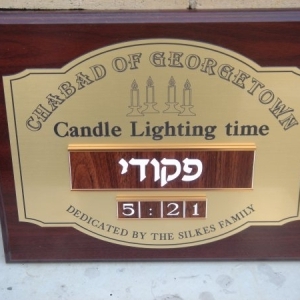 CHABAD OF GEORGETOWN
Candle Lighting time
פקודי
5:21
DEDICATED BY THE SILKES FAMILY